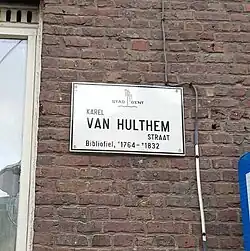 STAD GENT
KAREL
VAN HULTHEM
STRAAT
Bibliofiel, °1764 – +1832